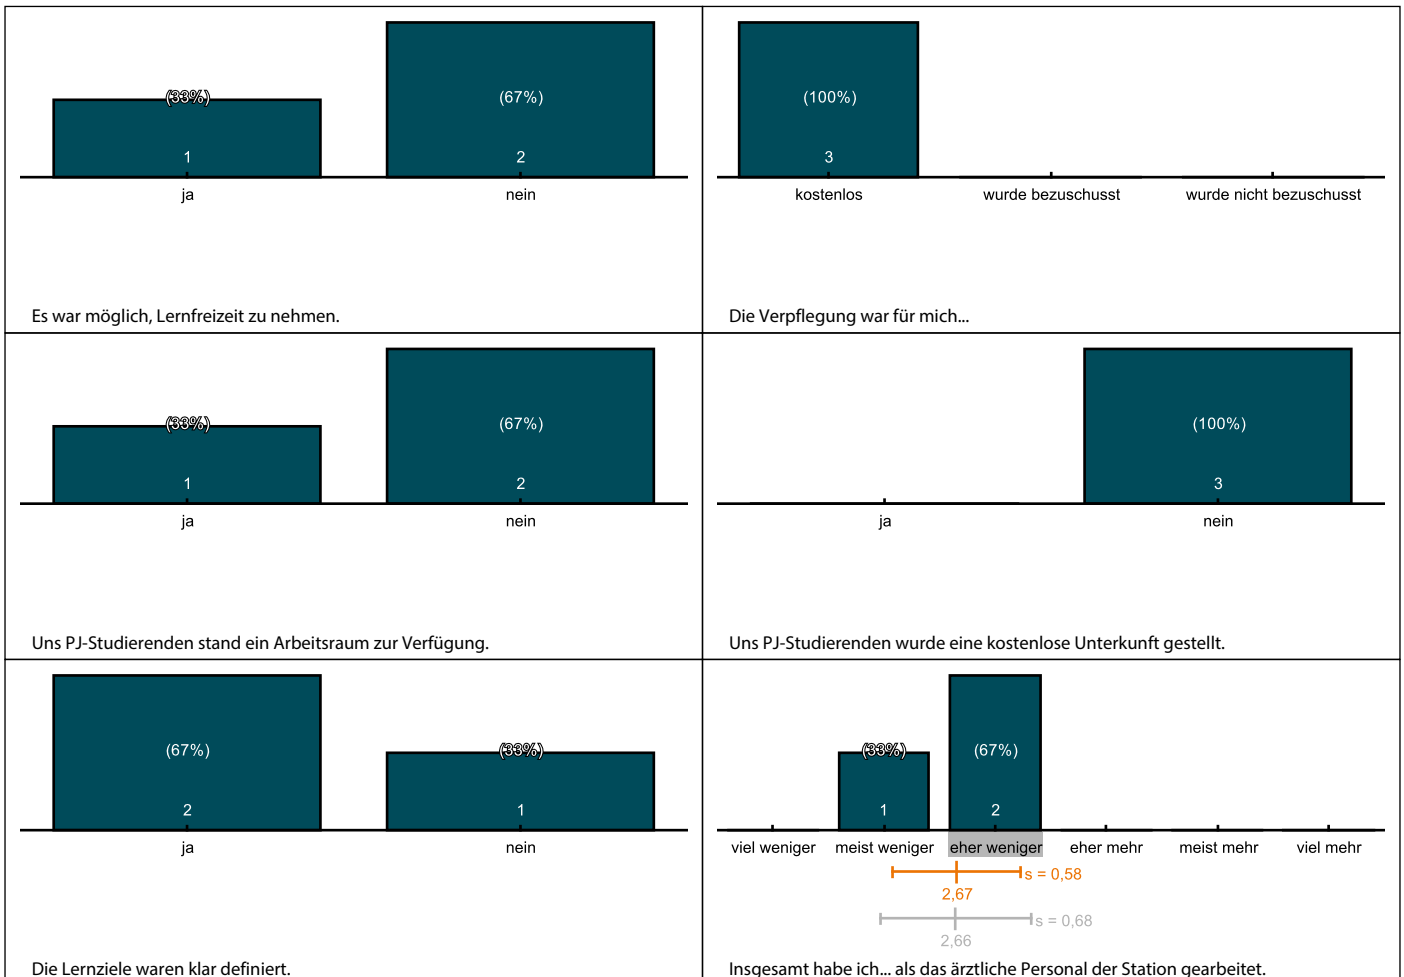 (33%)
(67%)
1
2
ja
nein
Es war möglich, Lernfreizeit zu nehmen.
(100%)
3
kostenlos
wurde bezuschusst
wurde nicht bezuschusst
Die Verpflegung war für mich...
(33%)
(67%)
1
2
ja
nein
Uns PJ-Studierenden stand ein Arbeitsraum zur Verfügung.
(100%)
3
ja
nein
Uns PJ-Studierenden wurde eine kostenlose Unterkunft gestellt.
(67%)
(33%)
2
1
ja
nein
Die Lernziele waren klar definiert.
(33%)
(67%)
1
2
viel weniger
meist weniger
eher weniger
eher mehr
meist mehr
viel mehr
s = 0,58
2,67
s = 0,68
2,66
Insgesamt habe ich... als das ärztliche Personal der Station gearbeitet.